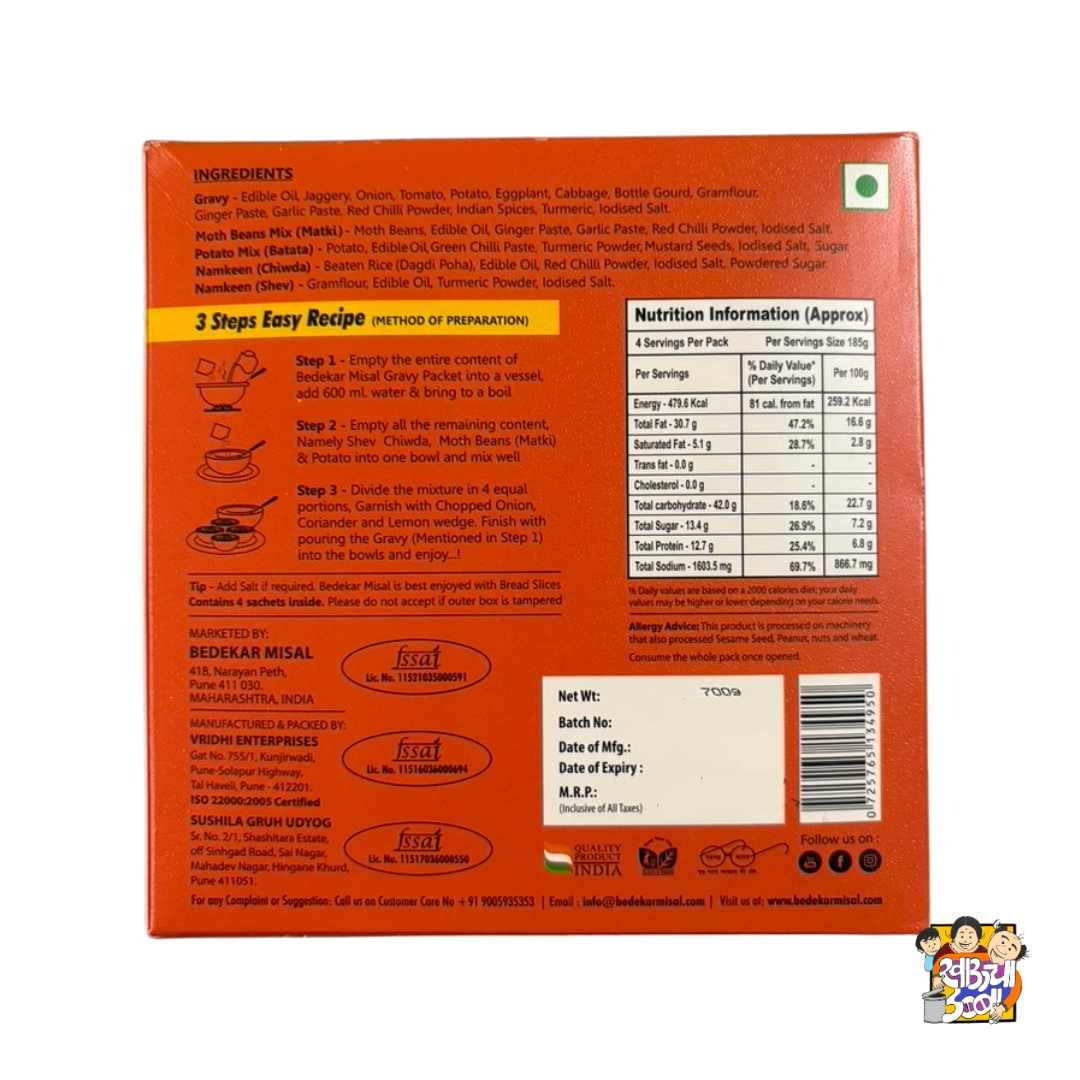 INGREDIENTS
Gravy - Edible Oil, Jaggery, Onion, Tomato, Potato, Eggplant, Cabbage, Bottle Gourd, Gramflour,
Ginger Paste, Garlic Paste, Red Chilli Powder, Indian Spices, Turmeric, Iodised Salt.
Moth Beans Mix (Matki) - Moth Beans, Edible Oil, Ginger Paste, Garlic Paste, Red Chilli Powder, Iodised Salt.
Potato Mix (Batata) - Potato, Edible Oil, Green Chilli Paste, Turmeric Powder, Mustard Seeds, Iodised Salt, Sugar.
Namkeen (Chiwda) - Beaten Rice (Dagdi Poha), Edible Oil, Red Chilli Powder, Iodised Salt, Powdered Sugar.
Namkeen (Shev) - Gramflour, Edible Oil, Turmeric Powder, Iodised Salt.
3 Steps Easy Recipe (METHOD OF PREPARATION)
Step 1 - Empty the entire content of
Bedekar Misal Gravy Packet into a vessel,
add 600 mL water & bring to a boil
Step 2 - Empty all the remaining content,
Namely Shev Chiwda, Moth Beans (Matki)
& Potato into one bowl and mix well
Step 3 - Divide the mixture in 4 equal
portions, Garnish with Chopped Onion,
Coriander and Lemon wedge. Finish with
pouring the Gravy (Mentioned in Step 1)
into the bowls and enjoy...!
Tip - Add Salt if required. Bedekar Misal is best enjoyed with Bread Slices
Contains 4 sachets inside. Please do not accept if outer box is tampered
Nutrition Information (Approx)
4 Servings Per Pack Per Servings Size 185g
Per Servings % Daily Value* (Per Servings) Per 100g
Energy - 479.6 Kcal 81 cal. from fat 259.2 Kcal
Total Fat - 30.7 g 47.2% 16.6 g
Saturated Fat - 5.1 g 28.7% 2.8 g
Trans fat - 0.0 g - -
Cholesterol - 0.0 g - -
Total carbohydrate - 42.0 g 18.6% 22.7 g
Total Sugar - 13.4 g 26.9% 7.2 g
Total Protein - 12.7 g 25.4% 6.8 g
Total Sodium - 1603.5 mg 69.7% 866.7 mg
% Daily values are based on a 2000 calories diet; your daily
values may be higher or lower depending on your calorie needs.
Allergy Advice: This product is processed on machinery
that also processed Sesame Seed, Peanut, nuts and wheat.
Consume the whole pack once opened.
MARKETED BY:
BEDEKAR MISAL
418, Narayan Peth,
Pune 411 030.
MAHARASHTRA, INDIA
fssai
Lic. No. 11521035000591
MANUFACTURED & PACKED BY:
VRIDHI ENTERPRISES
Gat No. 755/1, Kunjirwadi,
Pune-Solapur Highway,
Tal Haveli, Pune - 412201.
ISO 22000:2005 Certified
fssai
Lic. No. 11516036000694
SUSHILA GRUH UDYOG
Sr. No. 2/1, Shashitara Estate,
off Sinhgad Road, Sai Nagar,
Mahadev Nagar, Hingane Khurd,
Pune 411051.
fssai
Lic. No. 11517036000550
Net Wt: 700g
Batch No:
Date of Mfg.:
Date of Expiry :
M.R.P.:
(Inclusive of All Taxes)
0 725765 134950
QUALITY
PRODUCT
INDIA
स्वच्छ भारत
एक कदम स्वच्छता की ओर
Follow us on :
You
For any Complaint or Suggestion: Call us on Customer Care No +91 9005935353 | Email : info@bedekarmisal.com | Visit us at: www.bedekarmisal.com
खाऊचा
डब्बा